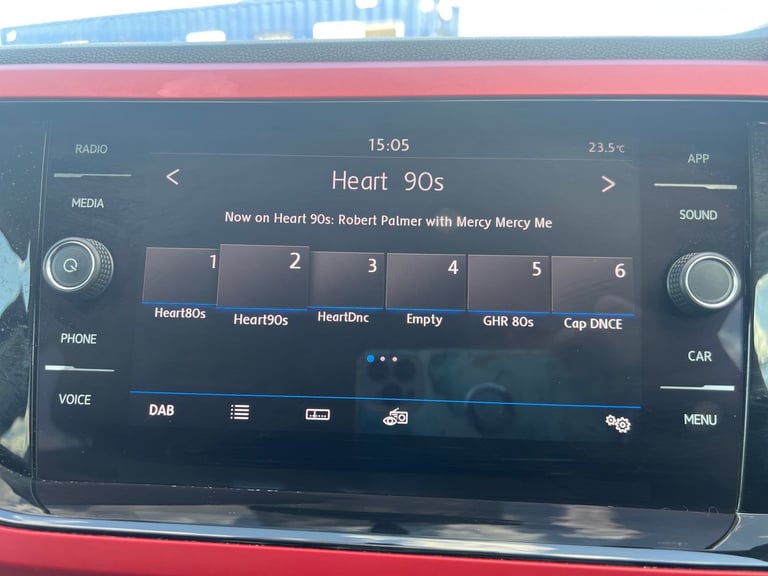 RADIO
MEDIA
PHONE
VOICE
15:05
23.5°C
< Heart 90s >
Now on Heart 90s: Robert Palmer with Mercy Mercy Me
1 2 3 4 5 6
Heart80s Heart90s HeartDnc Empty GHR 80s Cap DNCE
DAB
APP
SOUND
CAR
MENU